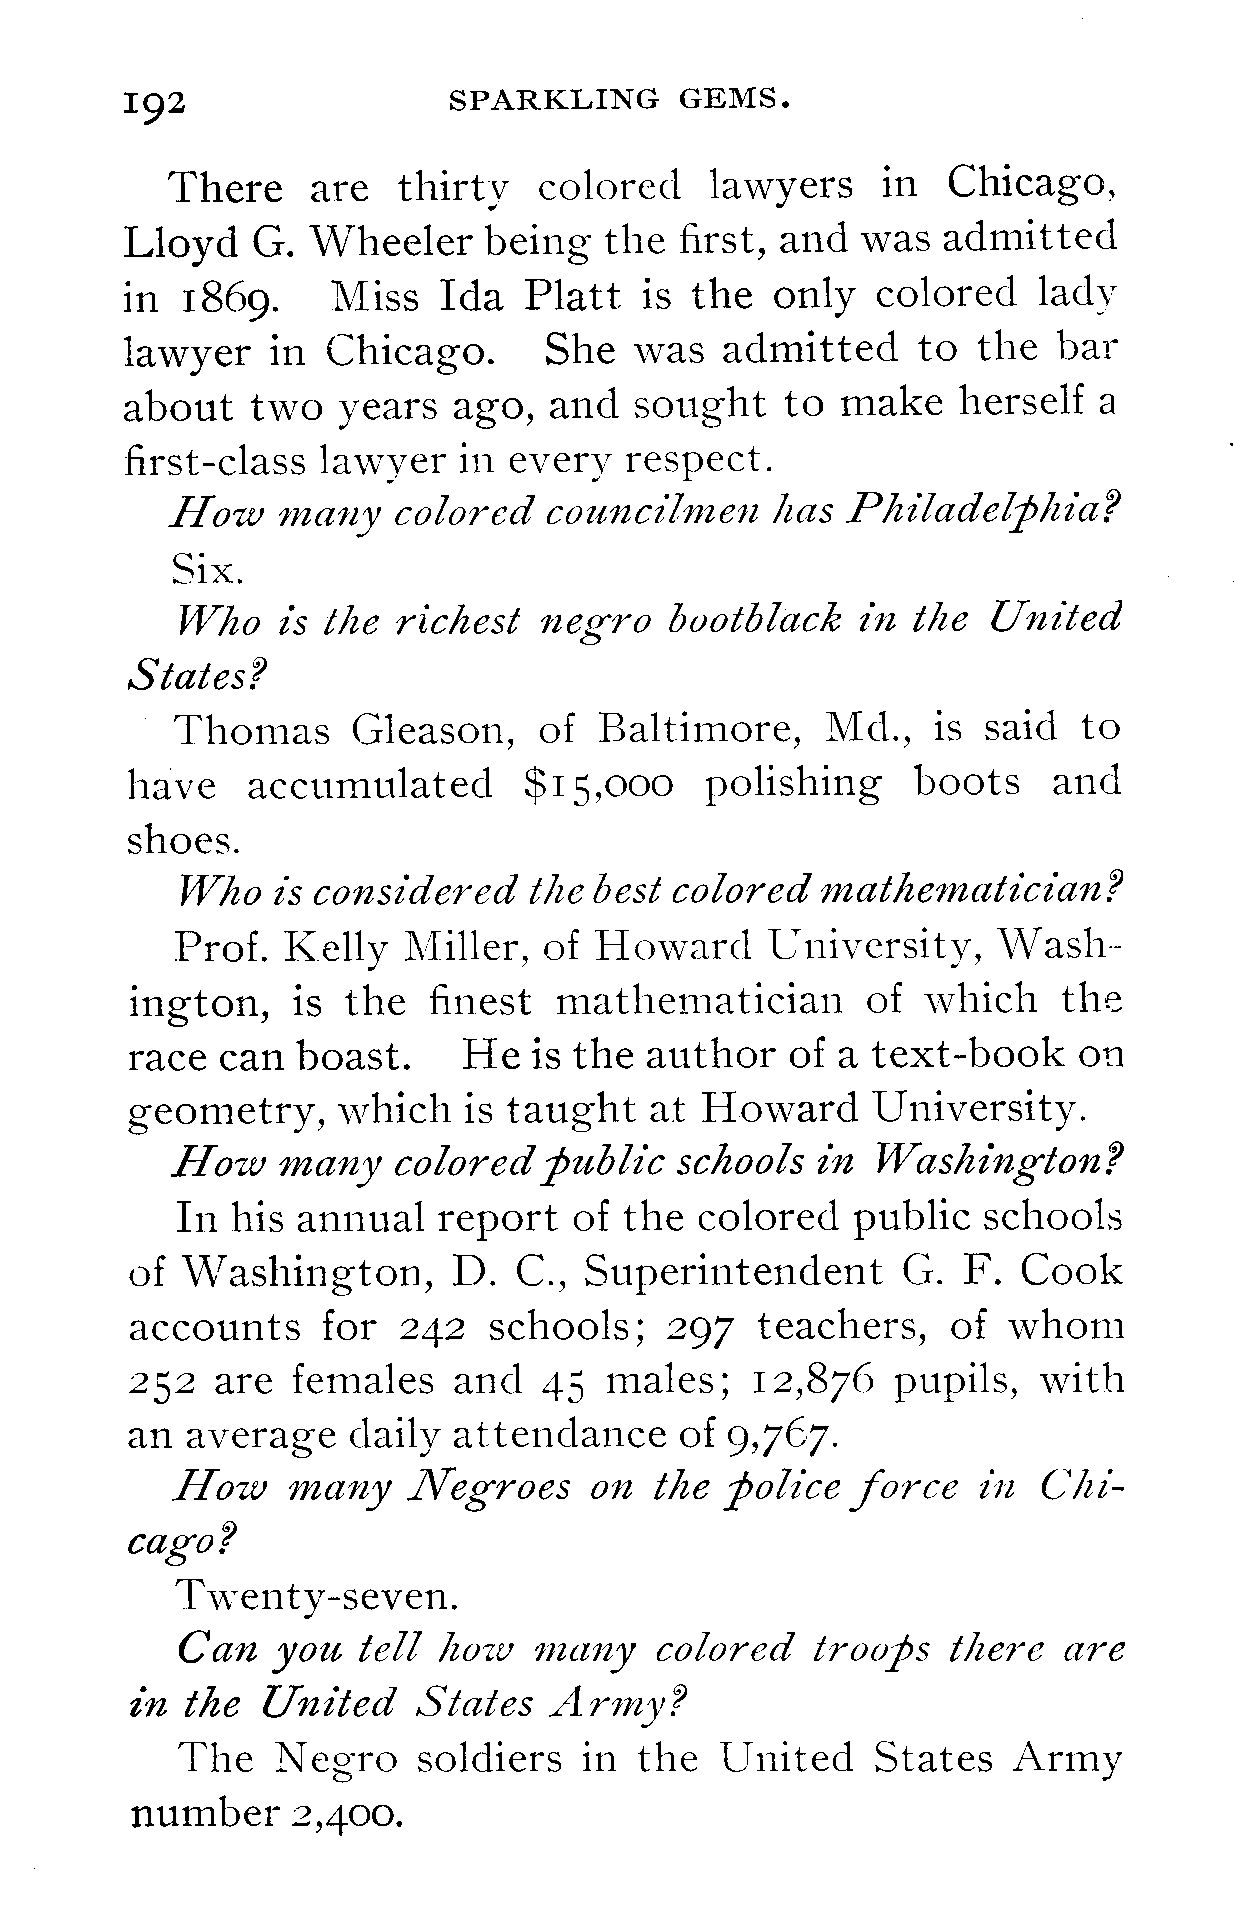 192 SPARKLING GEMS.
There are thirty colored lawyers in Chicago,
Lloyd G. Wheeler being the first, and was admitted
in 1869. Miss Ida Platt is the only colored lady
lawyer in Chicago. She was admitted to the bar
about two years ago, and sought to make herself a
first-class lawyer in every respect.
How many colored councilmen has Philadelphia?
Six.
Who is the richest negro bootblack in the United
States?
Thomas Gleason, of Baltimore, Md., is said to
have accumulated $15,000 polishing boots and
shoes.
Who is considered the best colored mathematician?
Prof. Kelly Miller, of Howard University, Wash-
ington, is the finest mathematician of which the
race can boast. He is the author of a text-book on
geometry, which is taught at Howard University.
How many colored public schools in Washington?
In his annual report of the colored public schools
of Washington, D. C., Superintendent G. F. Cook
accounts for 242 schools; 297 teachers, of whom
252 are females and 45 males; 12,876 pupils, with
an average daily attendance of 9,767.
How many Negroes on the police force in Chi-
cago?
Twenty-seven.
Can you tell how many colored troops there are
in the United States Army?
The Negro soldiers in the United States Army
number 2,400.